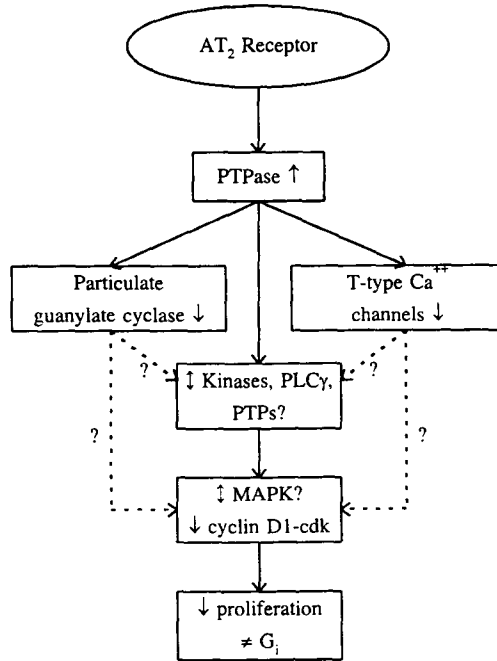 AT₂ Receptor
PTPase ↑
Particulate
guanylate cyclase ↓
T-type Ca⁺⁺
channels ↓
?
?
↕ Kinases, PLCγ,
PTPs?
?
?
↕ MAPK?
↓ cyclin D1-cdk
↓ proliferation
≠ Gᵢ